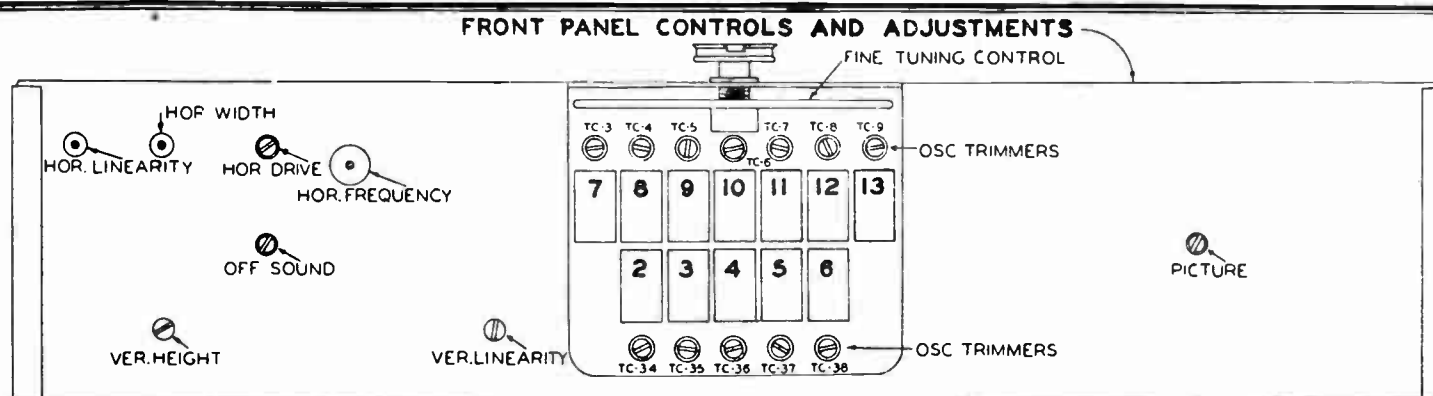 FRONT PANEL CONTROLS AND ADJUSTMENTS
FINE TUNING CONTROL
HOR WIDTH
HOR. LINEARITY
HOR DRIVE
HOR. FREQUENCY
TC-3 TC-4 TC-5 TC-7 TC-8 TC-9
TC-6
OSC TRIMMERS
7 8 9 10 11 12 13
OFF SOUND
2 3 4 5 6
PICTURE
VER. HEIGHT
VER. LINEARITY
OSC TRIMMERS
TC-34 TC-35 TC-36 TC-37 TC-38